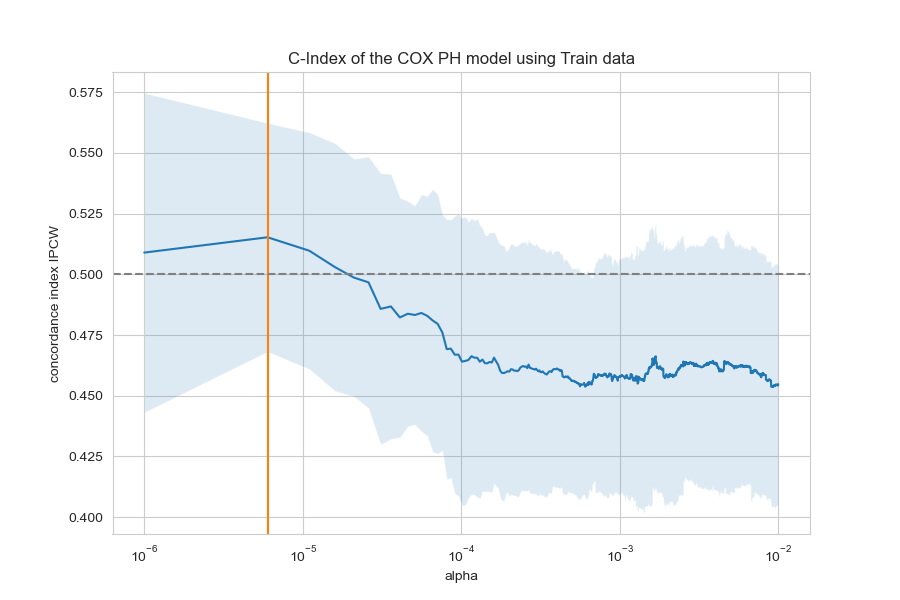 C-Index of the COX PH model using Train data
concordance index IPCW
0.575
0.550
0.525
0.500
0.475
0.450
0.425
0.400
10⁻⁶ 10⁻⁵ 10⁻⁴ 10⁻³ 10⁻²
alpha